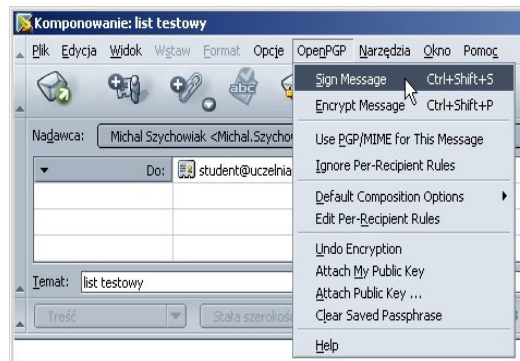 Komponowanie: list testowy
Plik Edycja Widok Wstaw Format Opcje OpenPGP Narzędzia Okno Pomoc
Sign Message Ctrl+Shift+S
Encrypt Message Ctrl+Shift+P
Use PGP/MIME for This Message
Ignore Per-Recipient Rules
Default Composition Options
Edit Per-Recipient Rules
Undo Encryption
Attach My Public Key
Attach Public Key ...
Clear Saved Passphrase
Help
abc
Nadawca: Michal Szychowiak <Michal.Szycho
Do: student@uczelnia
Temat: list testowy
Treść Stała szerokość